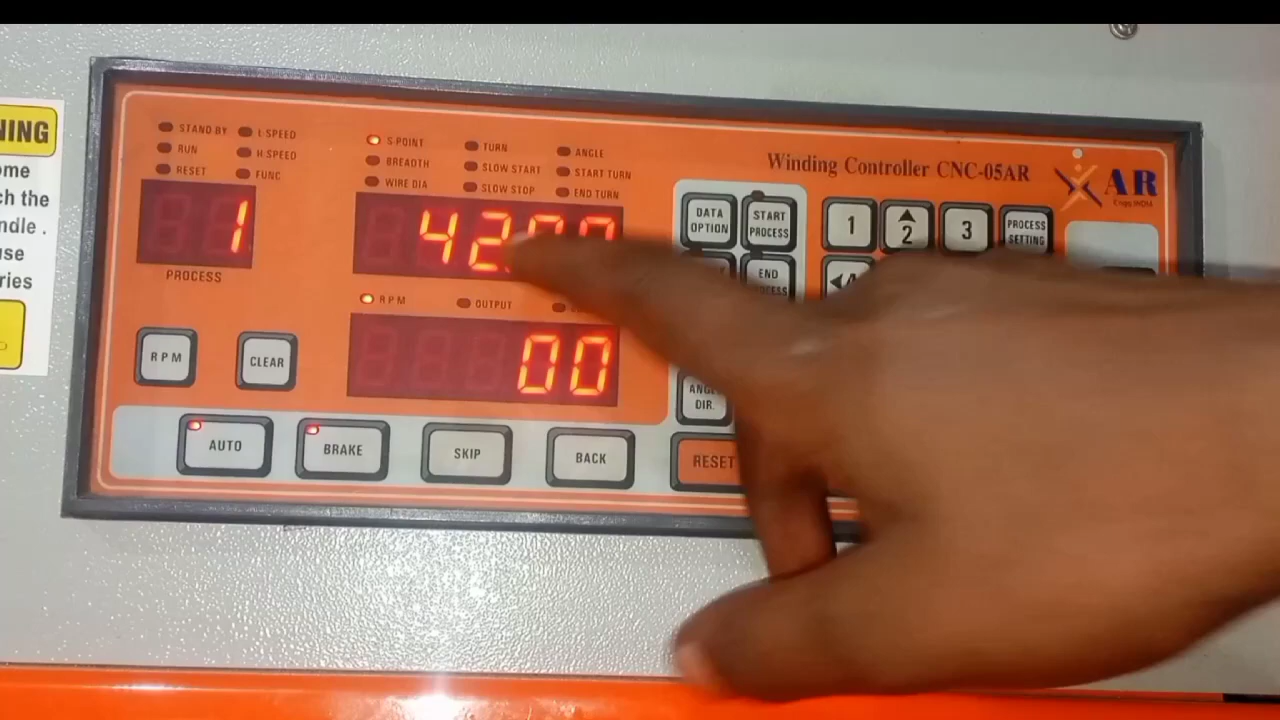 NING
ome
ch the
ndle .
use
ries
STAND BY
RUN
RESET
L-SPEED
H.SPEED
FUNC
1
PROCESS
S-POINT
BREADTH
WIRE DIA
TURN
SLOW START
SLOW STOP
ANGLE
START TURN
END TURN
RPM
OUTPUT
00
RPM
CLEAR
AUTO
BRAKE
SKIP
BACK
Winding Controller CNC-05AR
AR
DATA OPTION
START PROCESS
END
1
2
3
PROCESS SETTING
DIR.
RESET